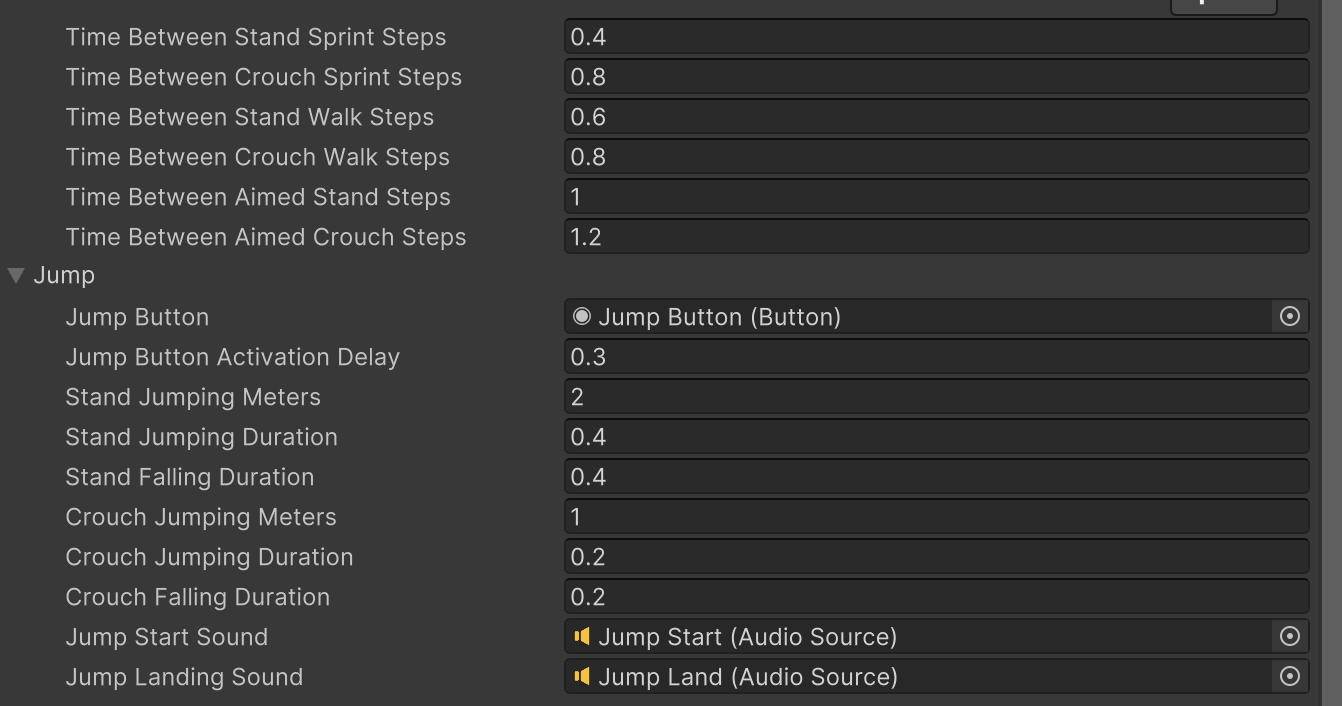 Time Between Stand Sprint Steps 0.4
Time Between Crouch Sprint Steps 0.8
Time Between Stand Walk Steps 0.6
Time Between Crouch Walk Steps 0.8
Time Between Aimed Stand Steps 1
Time Between Aimed Crouch Steps 1.2
Jump
Jump Button Jump Button (Button)
Jump Button Activation Delay 0.3
Stand Jumping Meters 2
Stand Jumping Duration 0.4
Stand Falling Duration 0.4
Crouch Jumping Meters 1
Crouch Jumping Duration 0.2
Crouch Falling Duration 0.2
Jump Start Sound Jump Start (Audio Source)
Jump Landing Sound Jump Land (Audio Source)